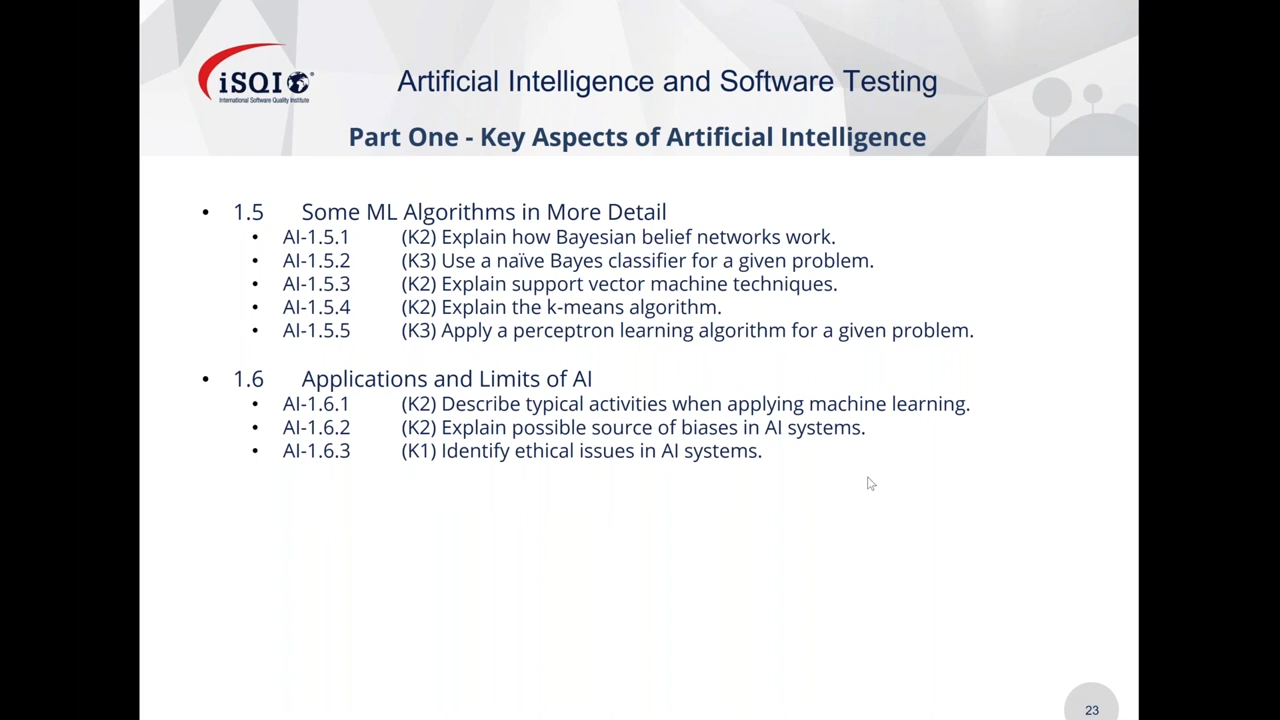 iSQI
International Software Quality Institute
Artificial Intelligence and Software Testing
Part One - Key Aspects of Artificial Intelligence
• 1.5 Some ML Algorithms in More Detail
• AI-1.5.1 (K2) Explain how Bayesian belief networks work.
• AI-1.5.2 (K3) Use a naïve Bayes classifier for a given problem.
• AI-1.5.3 (K2) Explain support vector machine techniques.
• AI-1.5.4 (K2) Explain the k-means algorithm.
• AI-1.5.5 (K3) Apply a perceptron learning algorithm for a given problem.
• 1.6 Applications and Limits of AI
• AI-1.6.1 (K2) Describe typical activities when applying machine learning.
• AI-1.6.2 (K2) Explain possible source of biases in AI systems.
• AI-1.6.3 (K1) Identify ethical issues in AI systems.
23